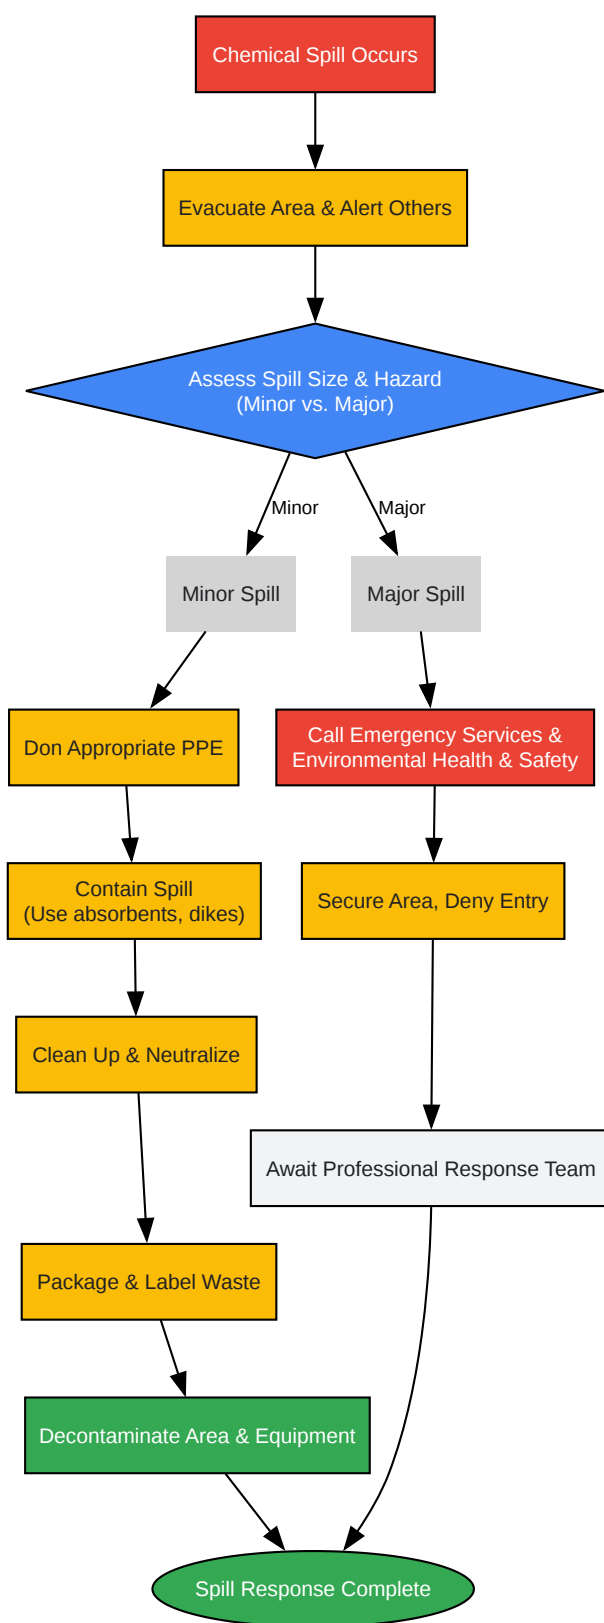 Chemical Spill Occurs
Evacuate Area & Alert Others
Assess Spill Size & Hazard
(Minor vs. Major)
Minor
Major
Minor Spill
Major Spill
Don Appropriate PPE
Call Emergency Services &
Environmental Health & Safety
Contain Spill
(Use absorbents, dikes)
Secure Area, Deny Entry
Clean Up & Neutralize
Await Professional Response Team
Package & Label Waste
Decontaminate Area & Equipment
Spill Response Complete